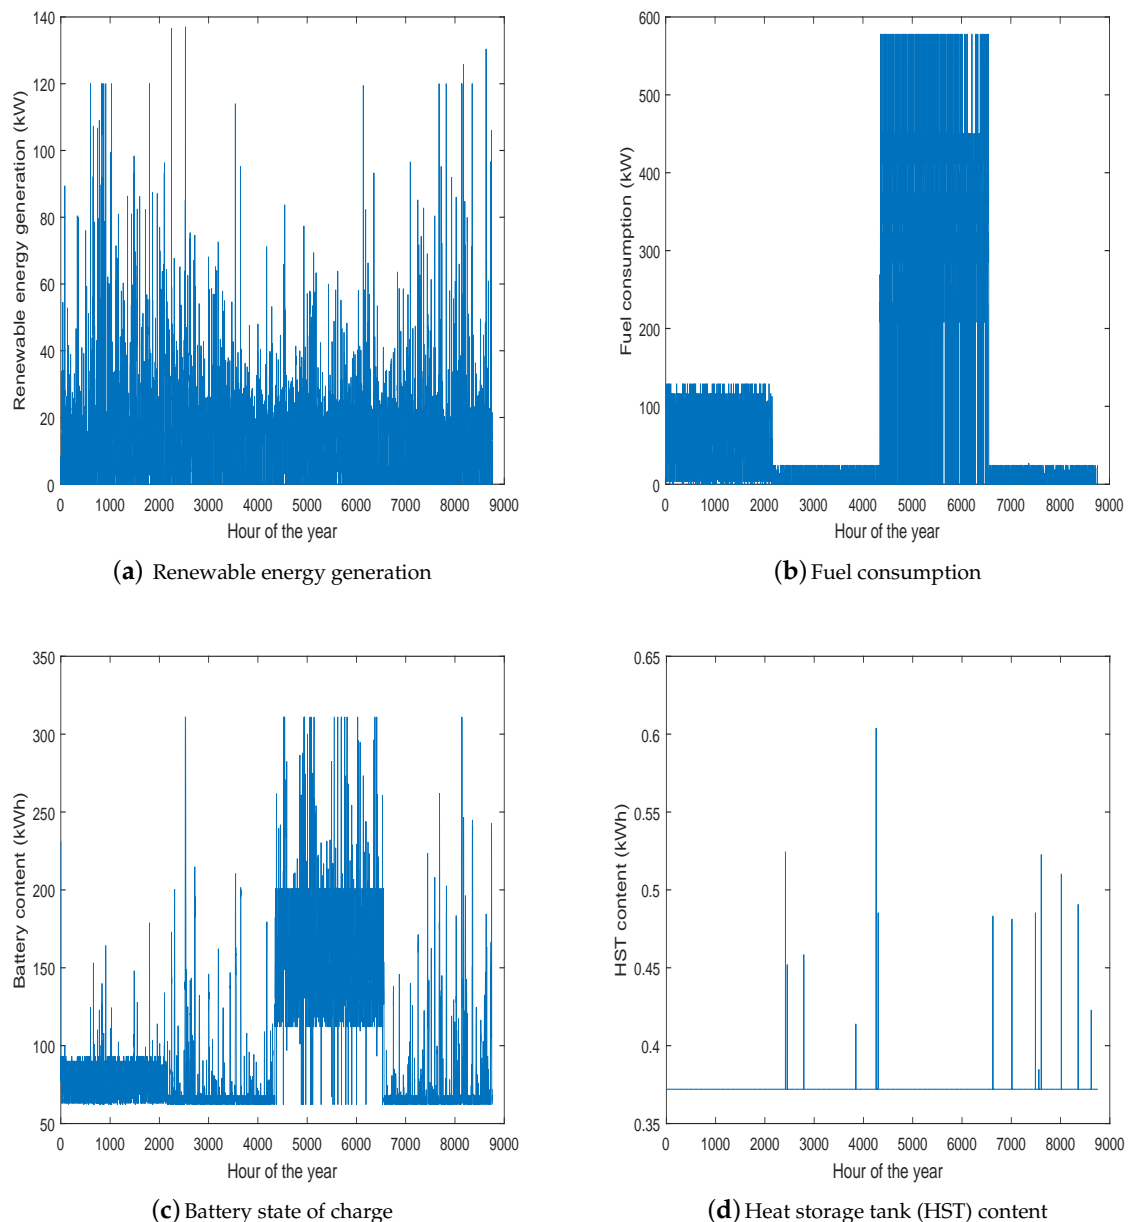 140
120
100
80
60
40
20
0
Renewable energy generation (kW)
0 1000 2000 3000 4000 5000 6000 7000 8000 9000
Hour of the year
(a) Renewable energy generation
600
500
400
300
200
100
0
Fuel consumption (kW)
0 1000 2000 3000 4000 5000 6000 7000 8000 9000
Hour of the year
(b) Fuel consumption
350
300
250
200
150
100
50
Battery content (kWh)
0 1000 2000 3000 4000 5000 6000 7000 8000 9000
Hour of the year
(c) Battery state of charge
0.65
0.6
0.55
0.5
0.45
0.4
0.35
HST content (kWh)
0 1000 2000 3000 4000 5000 6000 7000 8000 9000
Hour of the year
(d) Heat storage tank (HST) content